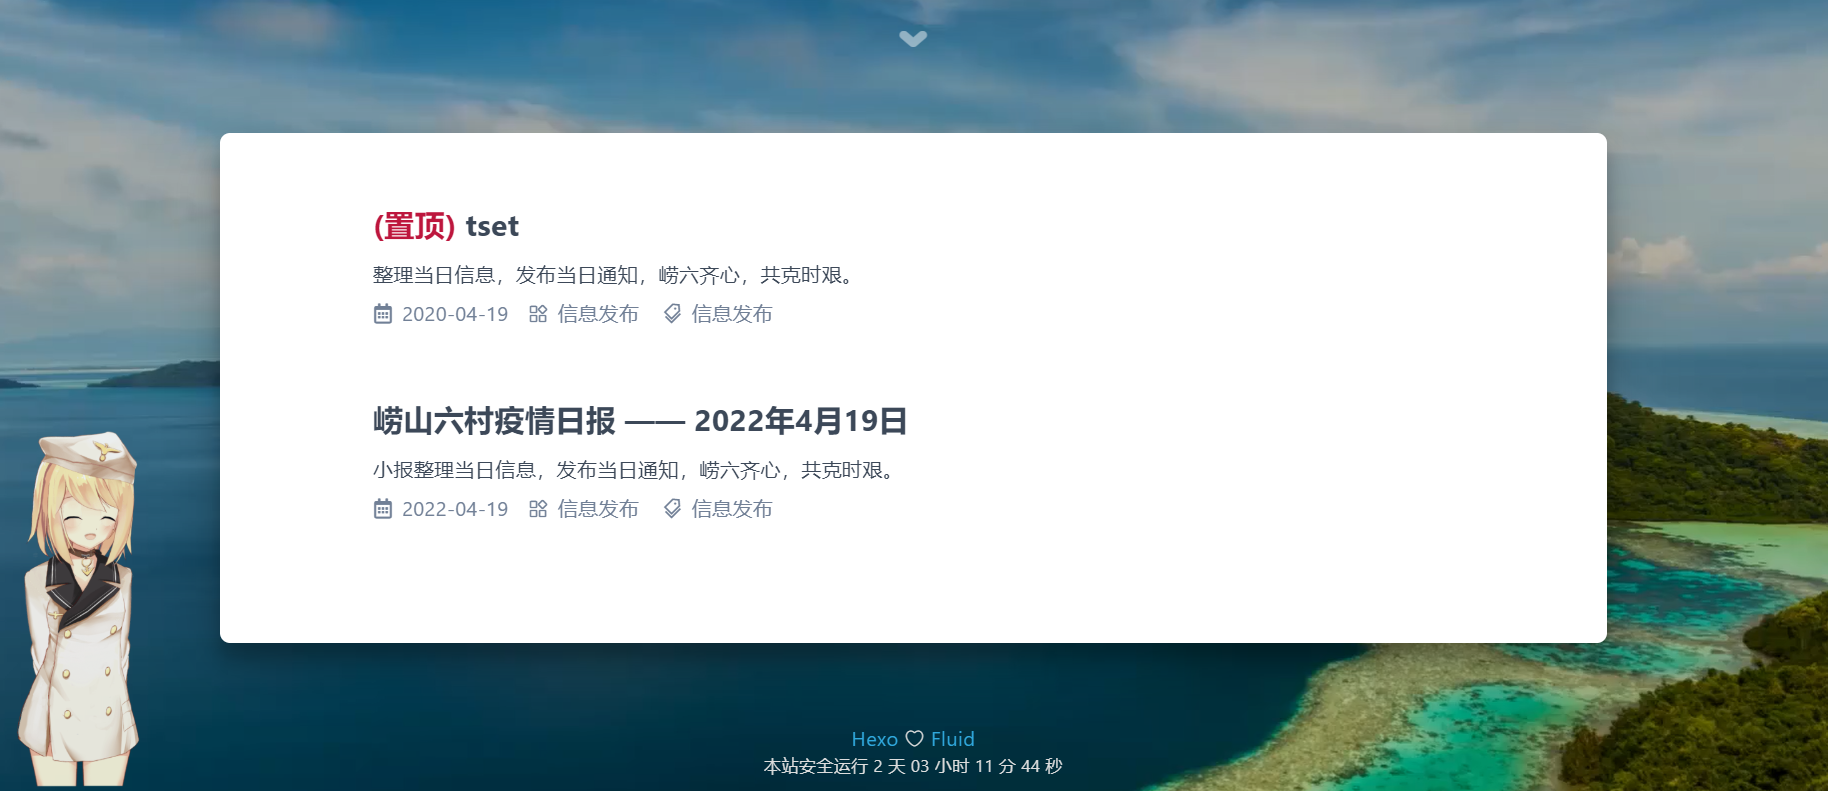 (置顶) tset
整理当日信息，发布当日通知，崂六齐心，共克时艰。
2020-04-19 信息发布 信息发布
崂山六村疫情日报 —— 2022年4月19日
小报整理当日信息，发布当日通知，崂六齐心，共克时艰。
2022-04-19 信息发布 信息发布
Hexo Fluid
本站安全运行 2 天 03 小时 11 分 44 秒